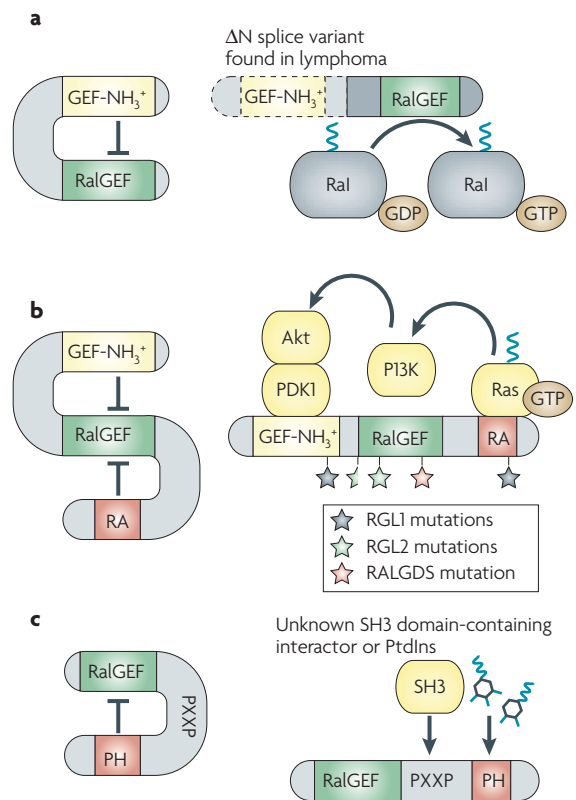 a
ΔN splice variant
found in lymphoma
GEF-NH₃⁺
RalGEF
GEF-NH₃⁺
RalGEF
Ral
Ral
GDP
GTP
b
GEF-NH₃⁺
RalGEF
RA
Akt
PDK1
P13K
Ras
GTP
GEF-NH₃⁺
RalGEF
RA
RGL1 mutations
RGL2 mutations
RALGDS mutation
c
RalGEF
PXXP
PH
Unknown SH3 domain-containing
interactor or PtdIns
SH3
RalGEF
PXXP
PH